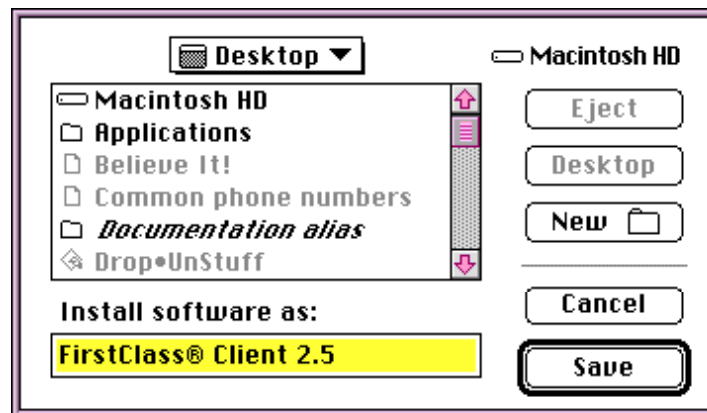 Desktop
Macintosh HD
Macintosh HD
Applications
Believe It!
Common phone numbers
Documentation alias
Drop•UnStuff
Eject
Desktop
New
Install software as:
FirstClass® Client 2.5
Cancel
Save